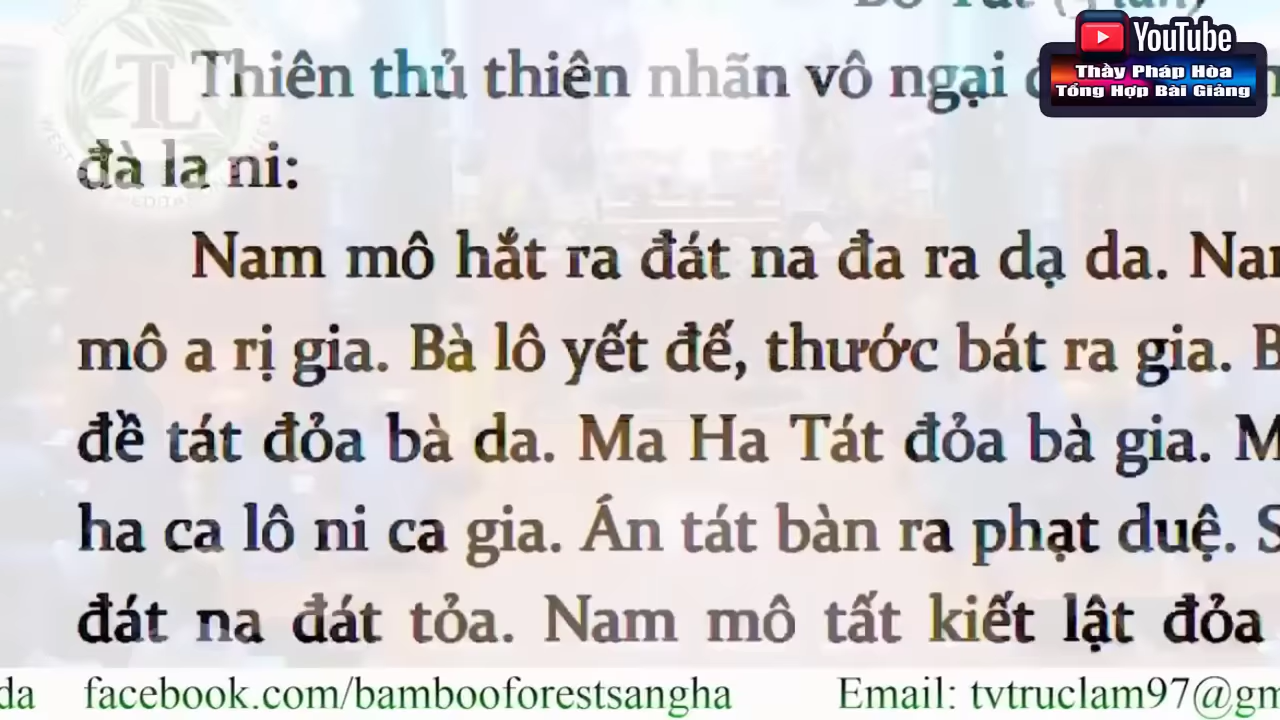 YouTube
Thầy Pháp Hòa
Tổng Hợp Bài Giảng
Thiên thủ thiên nhãn vô ngại
đà la ni:
Nam mô hắt ra đát na đa ra dạ da. Nam
mô a rị gia. Bà lô yết đế, thước bát ra gia. B
đề tát đỏa bà da. Ma Ha Tát đỏa bà gia. M
ha ca lô ni ca gia. Án tát bàn ra phạt duệ. S
đát na đát tỏa. Nam mô tất kiết lật đỏa
da facebook.com/bambooforestsangha Email: tvtruclam97@gm